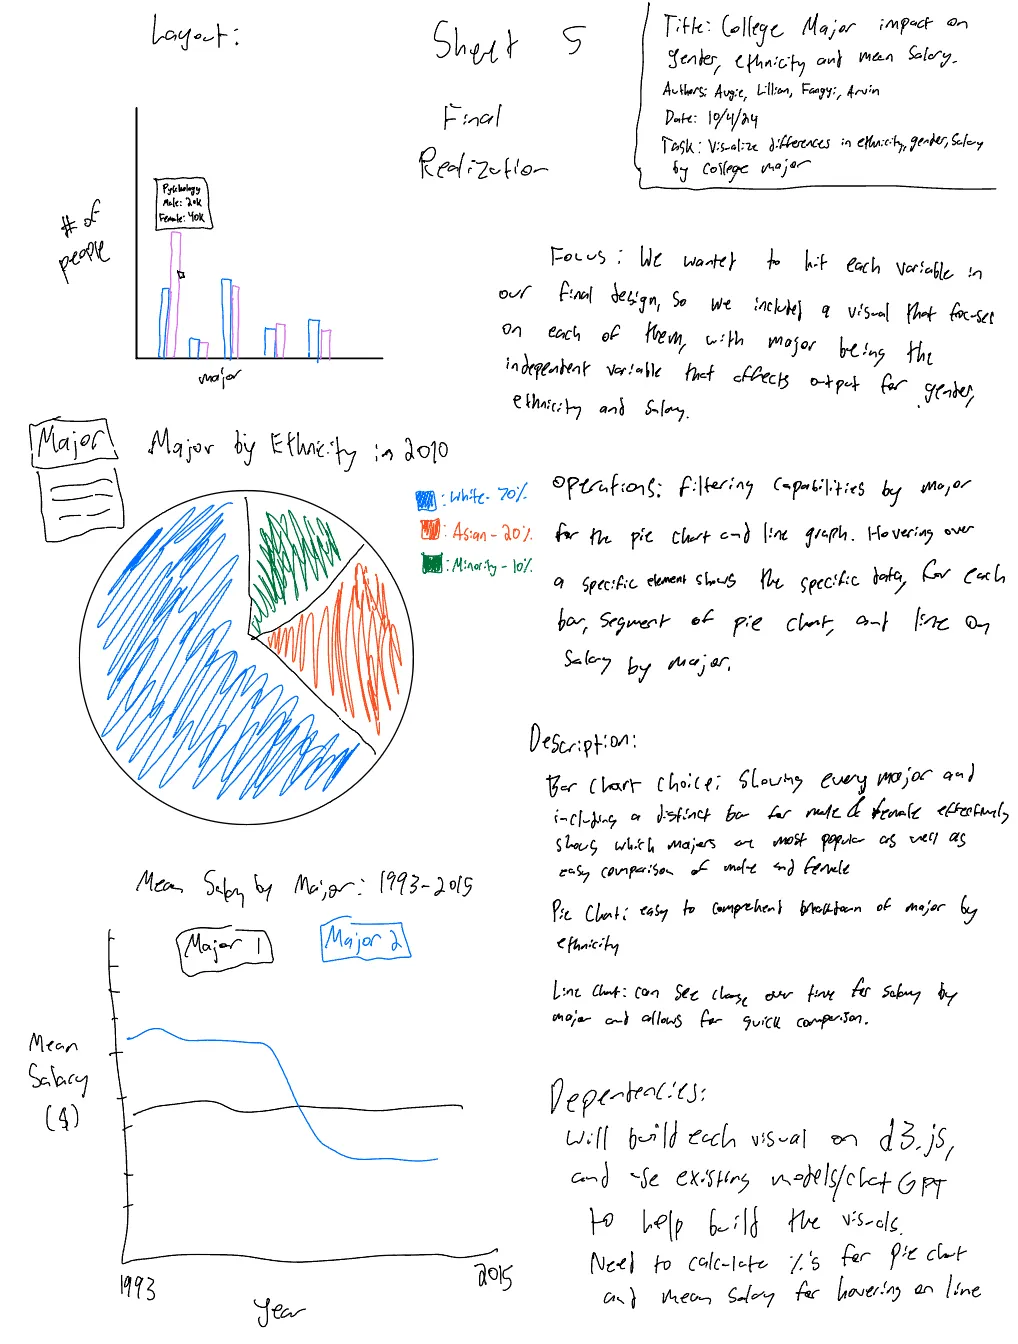 Layout:
Sheet 5
Final
Realization
Title: College Major impact on
gender, ethnicity and mean salary.
Authors: Augie, Lillian, Fangyi, Arvin
Date: 10/4/24
Task: Visualize differences in ethnicity, gender, salary
by college major
# of
people
Pyschology
Male: 20K
Female: 40K
major
Focus: We wanted to hit each variable in
our final design, so we included a visual that focuses
on each of them, with major being the
independent variable that affects output for gender,
ethnicity and salary.
Major
Major by Ethnicity in 2010
: White - 70%
: Asian - 20%
: Minority - 10%
Operations: filtering capabilities by major
for the pie chart and line graph. Hovering over
a specific element shows the specific data, for each
bar, segment of pie chart, and line on
salary by major.
Description:
Bar Chart Choice: Showing every major and
including a distinct bar for male & female effectively
shows which majors are most popular as well as
easy comparison of male and female
Pie Chart: easy to comprehend breakdown of major by
ethnicity
Line Chart: can see change over time for salary by
major and allows for quick comparison.
Mean Salary by Major: 1993-2015
Major 1
Major 2
Mean
Salary
($)
1993
2015
Year
Dependencies:
Will build each visual on d3.js,
and use existing models/chat GPT
to help build the visuals.
Need to calculate %'s for pie chart
and mean salary for hovering on line